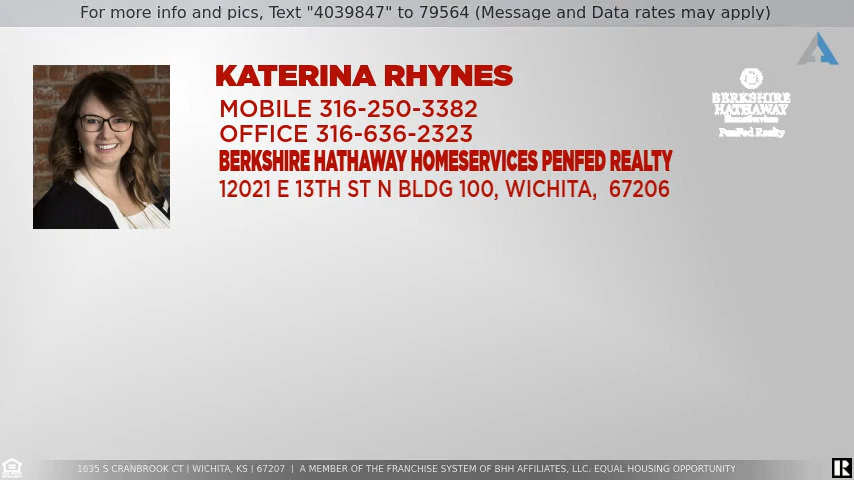 For more info and pics, Text "4039847" to 79564 (Message and Data rates may apply)
KATERINA RHYNES
MOBILE 316-250-3382
OFFICE 316-636-2323
BERKSHIRE HATHAWAY HOMESERVICES PENFED REALTY
12021 E 13TH ST N BLDG 100, WICHITA, 67206
BERKSHIRE
HATHAWAY
HomeServices
PenFed Realty
1635 S CRANBROOK CT | WICHITA, KS | 67207 | A MEMBER OF THE FRANCHISE SYSTEM OF BHH AFFILIATES, LLC. EQUAL HOUSING OPPORTUNITY